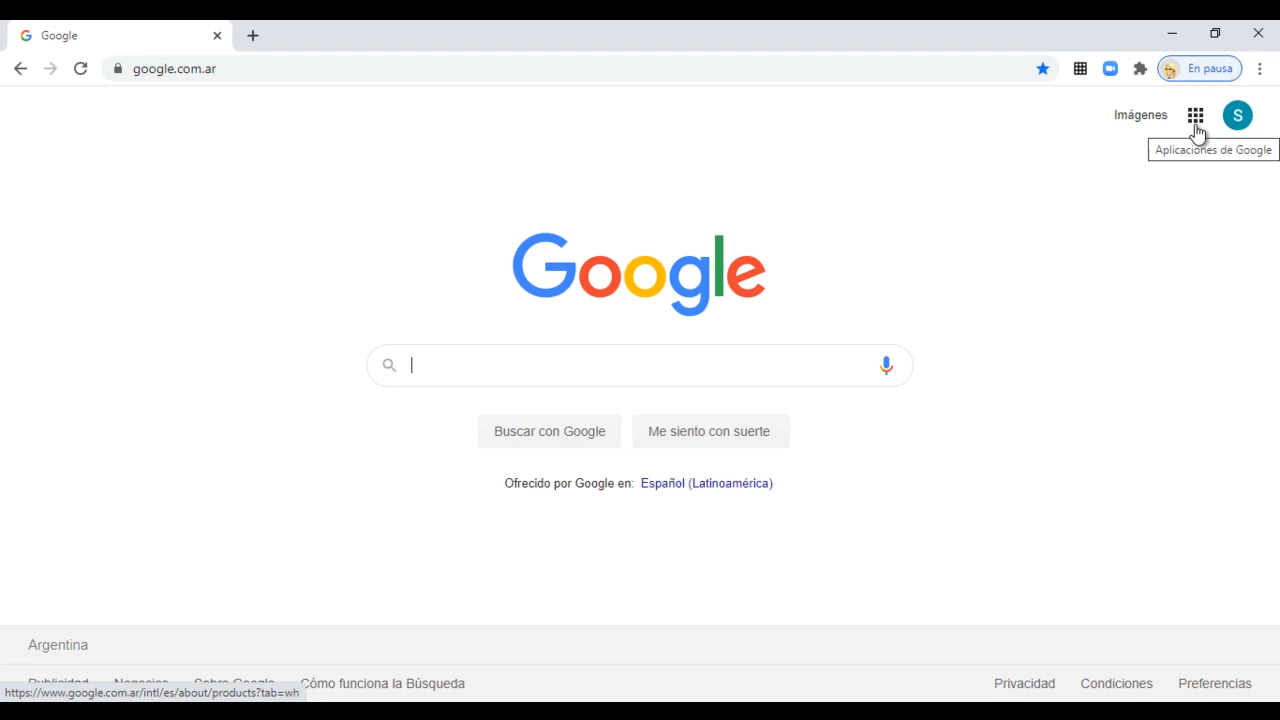 Google
google.com.ar
En pausa
Imágenes
S
Aplicaciones de Google
Google
Buscar con Google
Me siento con suerte
Ofrecido por Google en: Español (Latinoamérica)
Argentina
Cómo funciona la Búsqueda
Privacidad
Condiciones
Preferencias
https://www.google.com.ar/intl/es/about/products?tab=wh